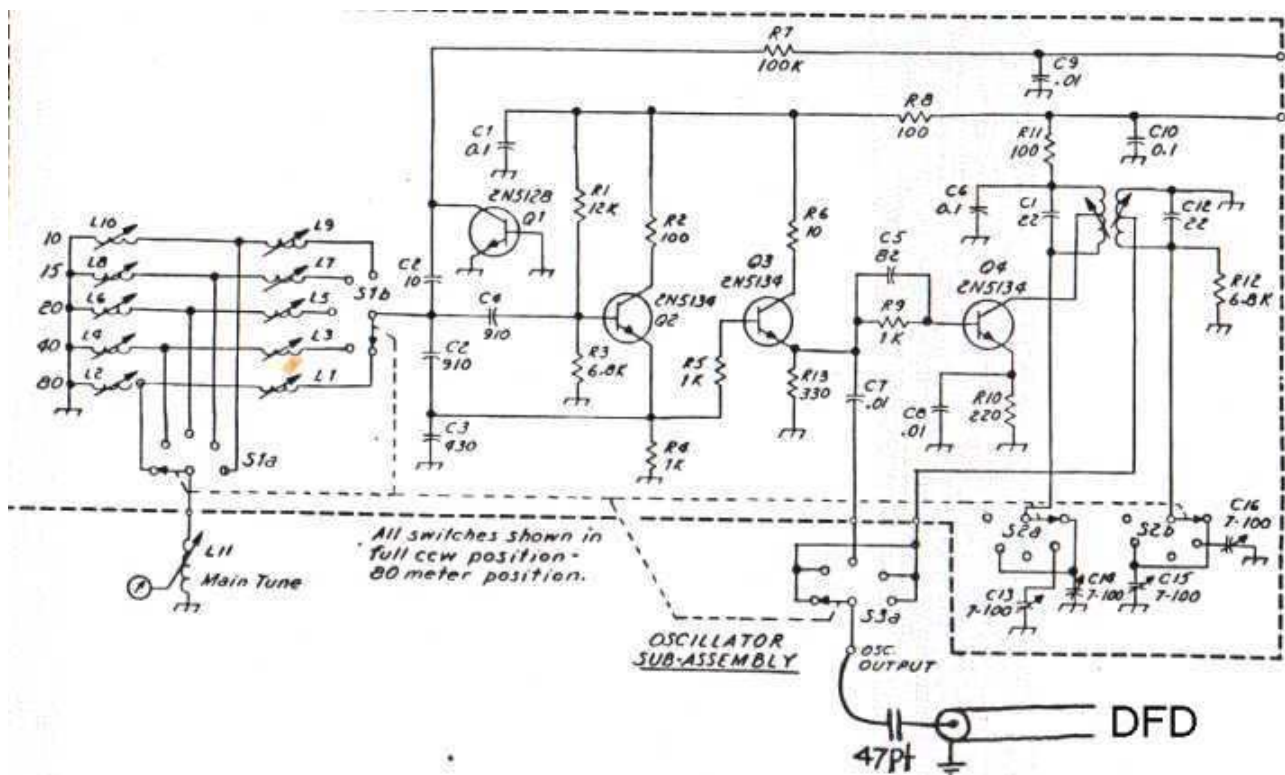 R7
100K
C9
.01
R8
100
C1
0.1
R11
100
C10
0.1
2N5128
Q1
R1
12K
R2
100
R6
10
C6
0.1
C1
22
C12
22
L10
L9
10
L8
L7
15
L6
L5
20
L4
L3
40
L2
L1
80
S1b
C2
10
C4
910
C2
910
C3
430
R3
6.8K
2N5134
Q2
Q3
2N5134
R5
1K
R4
1K
C5
82
R9
1K
Q4
2N5134
R12
6.8K
R13
330
C7
.01
C8
.01
R10
220
S1a
L11
Main Tune
All switches shown in
full ccw position -
80 meter position.
OSCILLATOR
SUB-ASSEMBLY
S3a
OSC.
OUTPUT
S2a
S2b
C16
7-100
C13
7-100
C14
7-100
C15
7-100
47pf
DFD